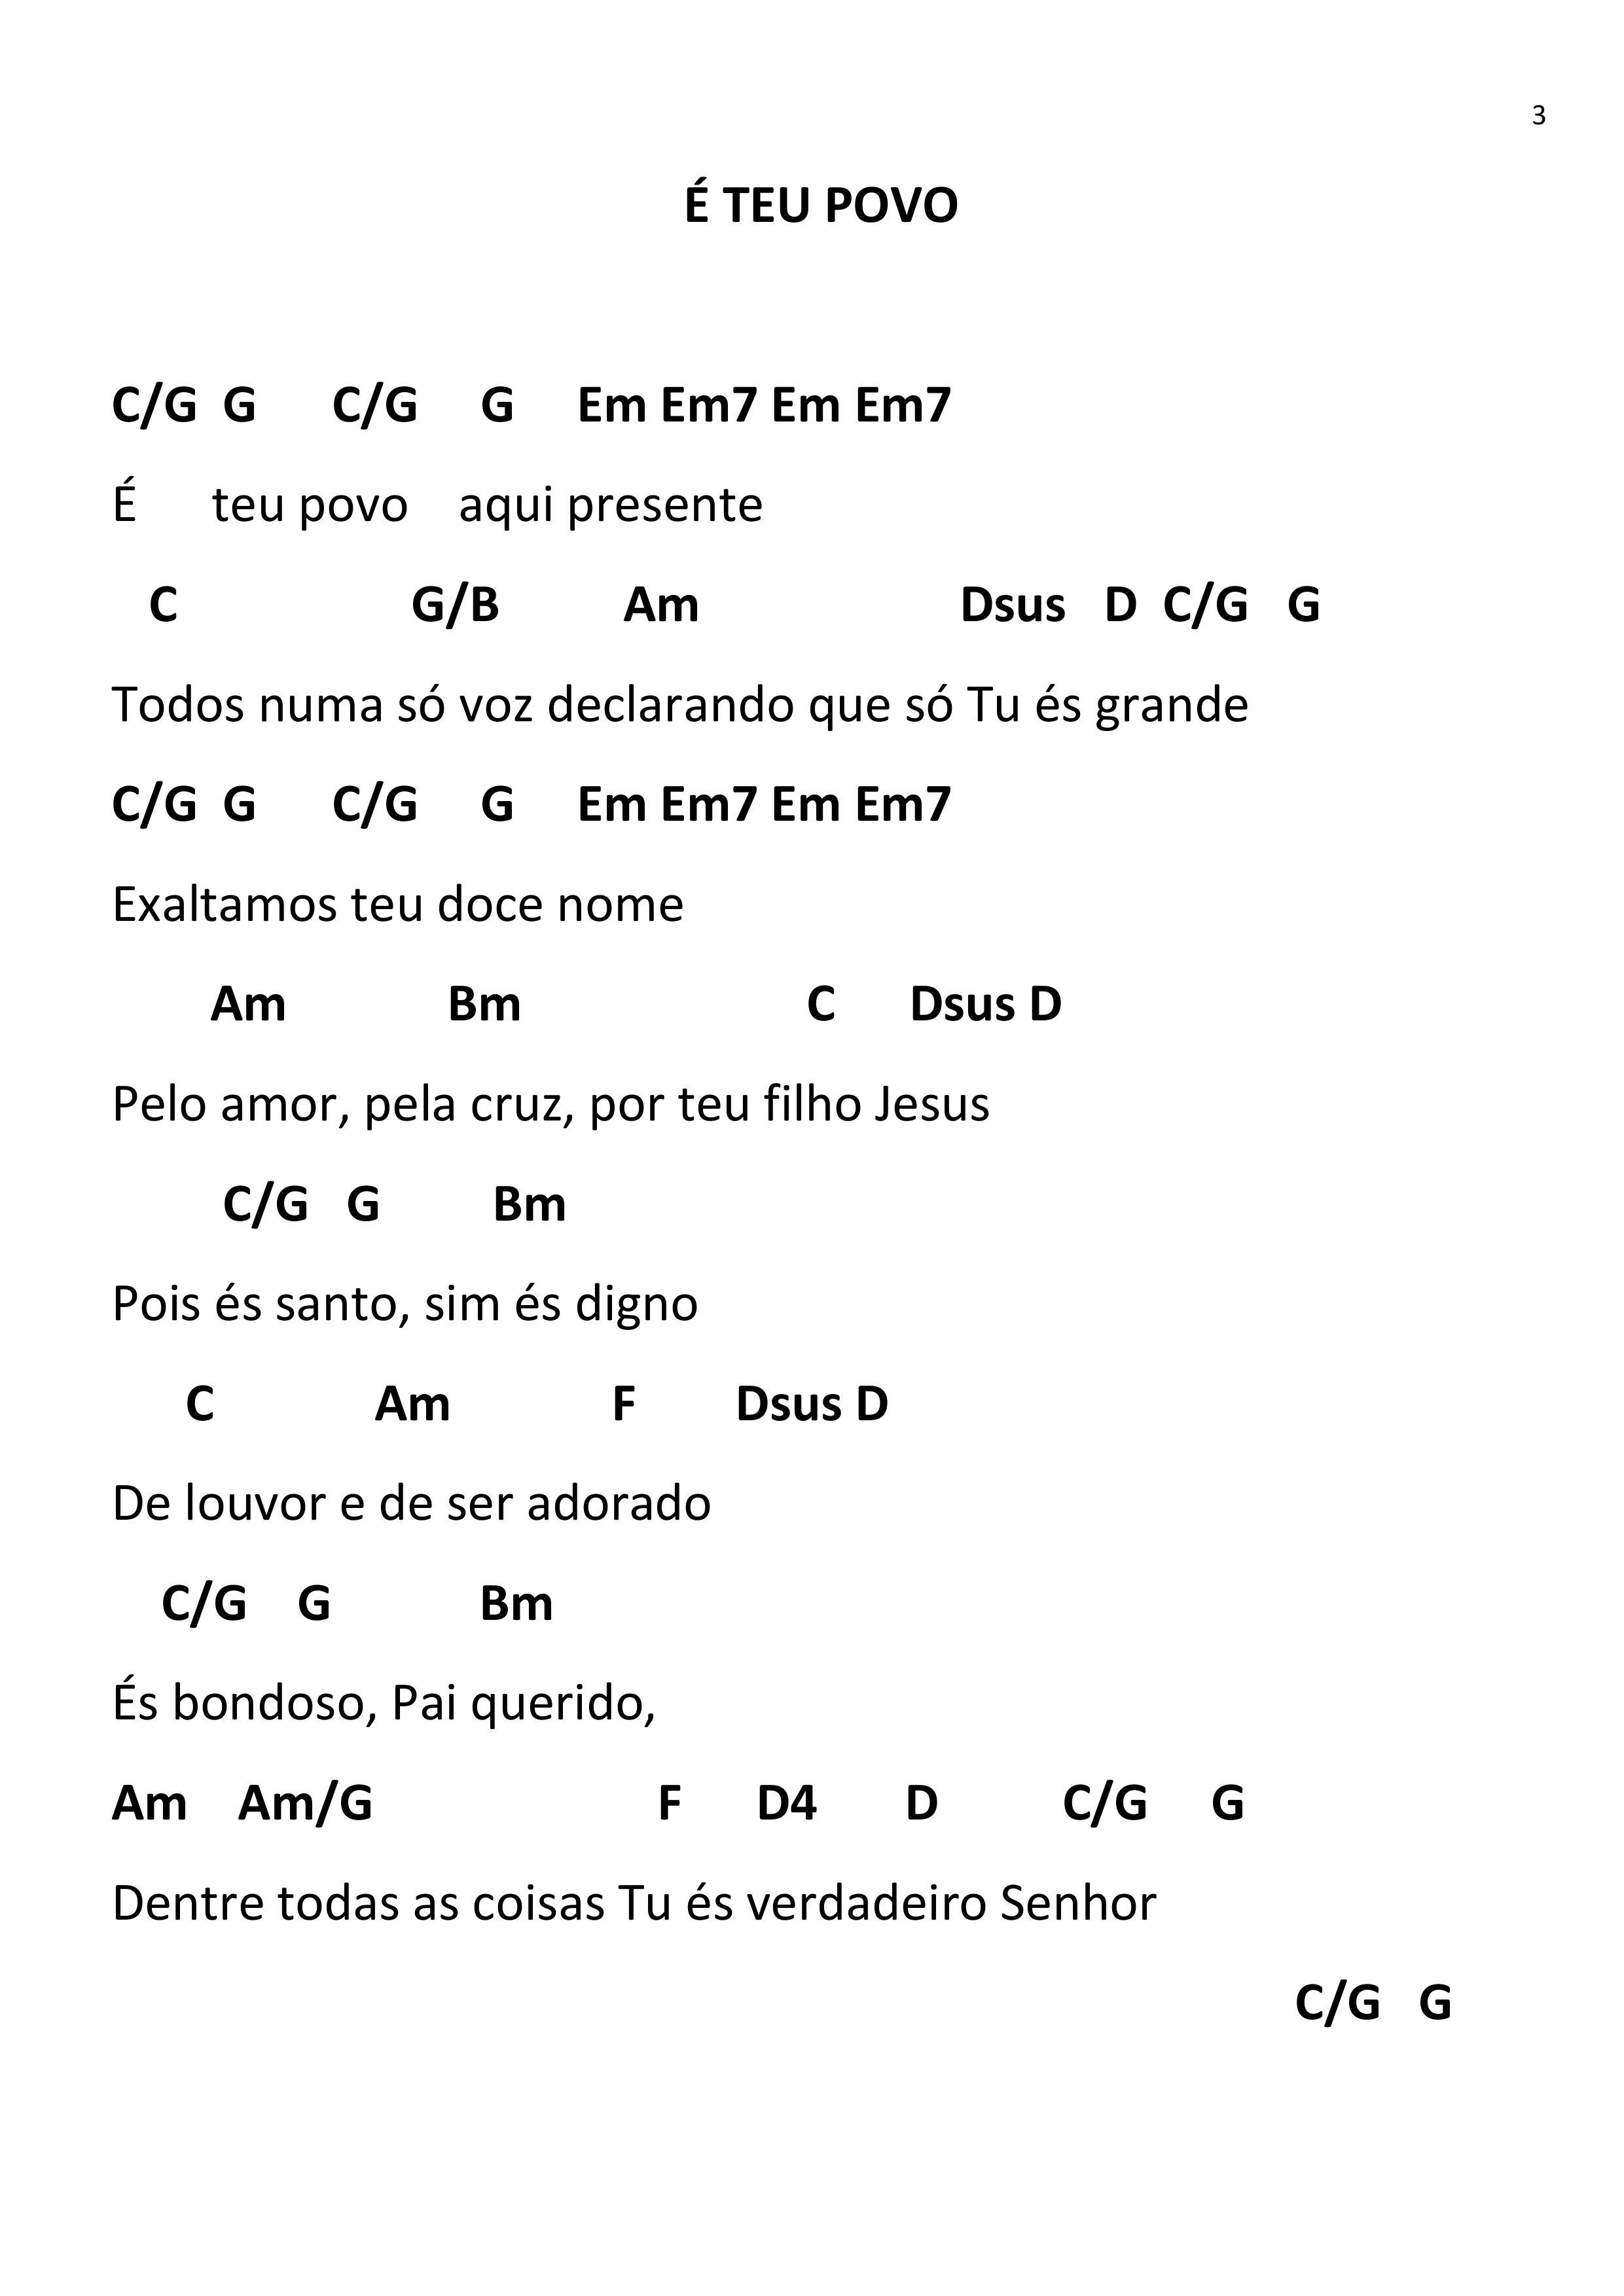 3
É TEU POVO
C/G G C/G G Em Em7 Em Em7
É teu povo aqui presente
C G/B Am Dsus D C/G G
Todos numa só voz declarando que só Tu és grande
C/G G C/G G Em Em7 Em Em7
Exaltamos teu doce nome
Am Bm C Dsus D
Pelo amor, pela cruz, por teu filho Jesus
C/G G Bm
Pois és santo, sim és digno
C Am F Dsus D
De louvor e de ser adorado
C/G G Bm
És bondoso, Pai querido,
Am Am/G F D4 D C/G G
Dentre todas as coisas Tu és verdadeiro Senhor
C/G G